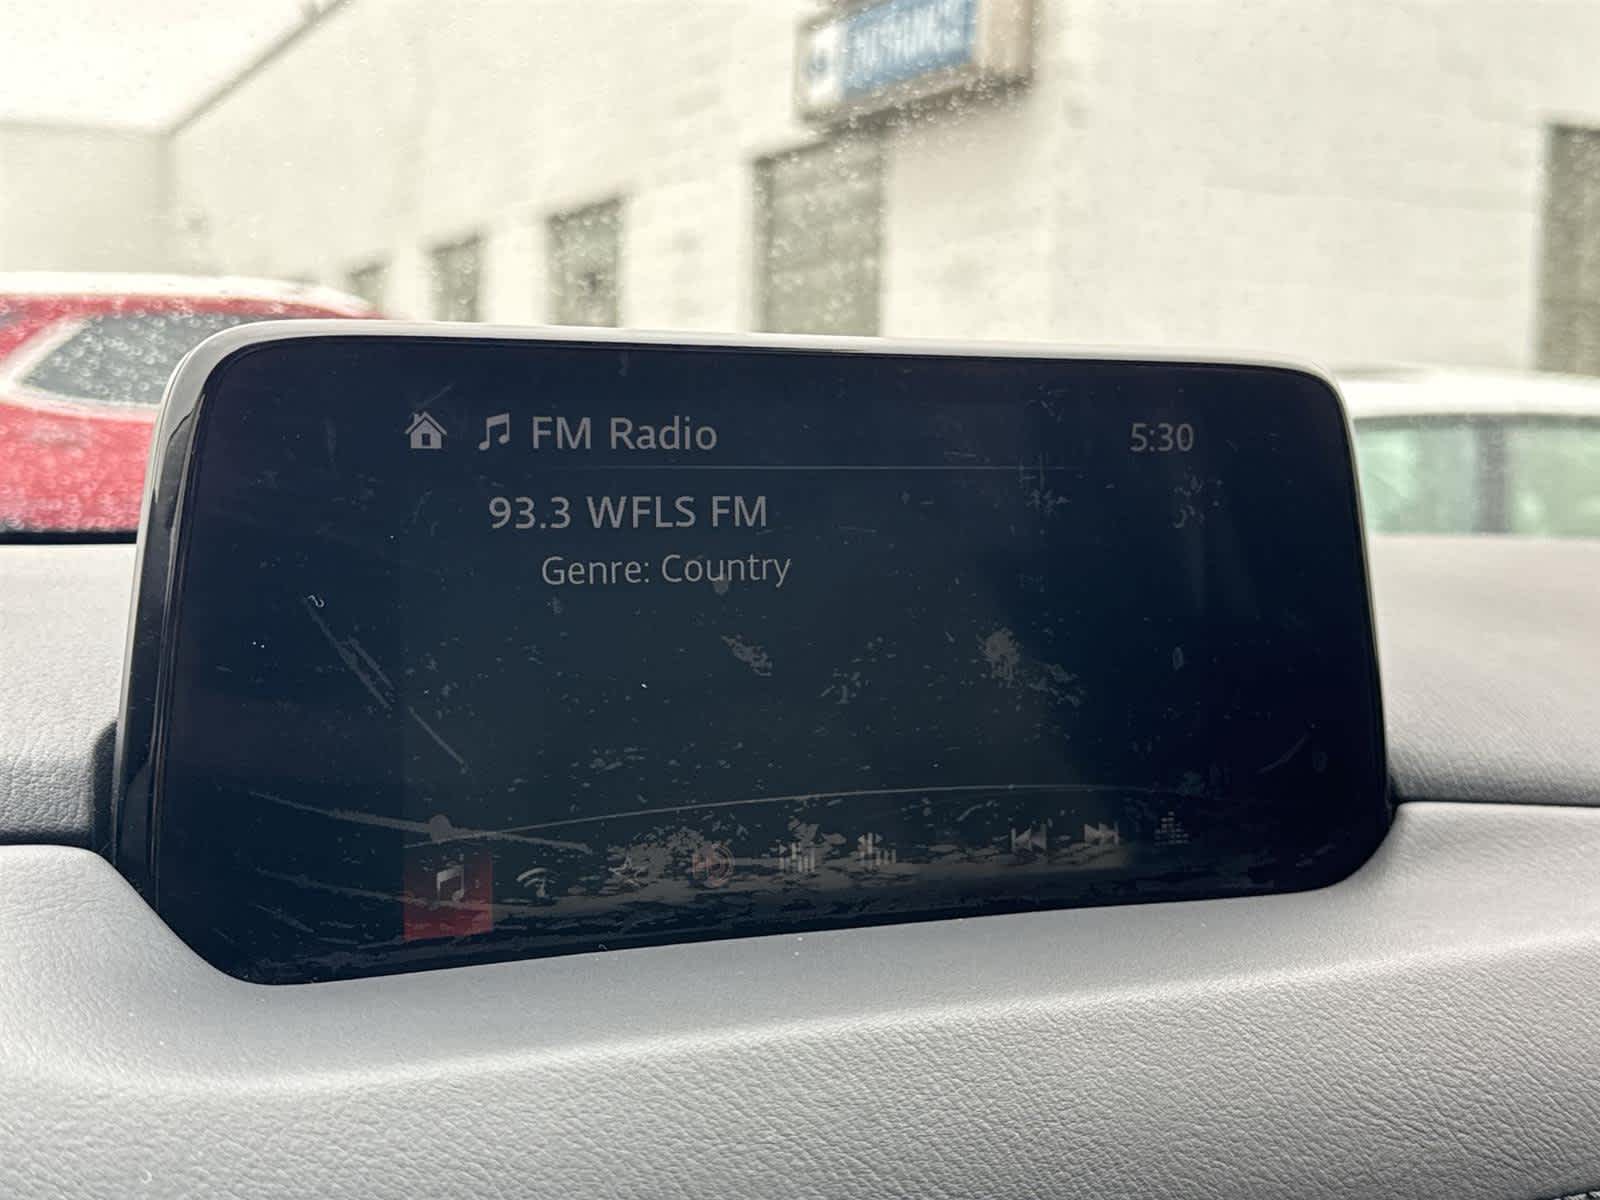 FM Radio 5:30
93.3 WFLS FM
Genre: Country